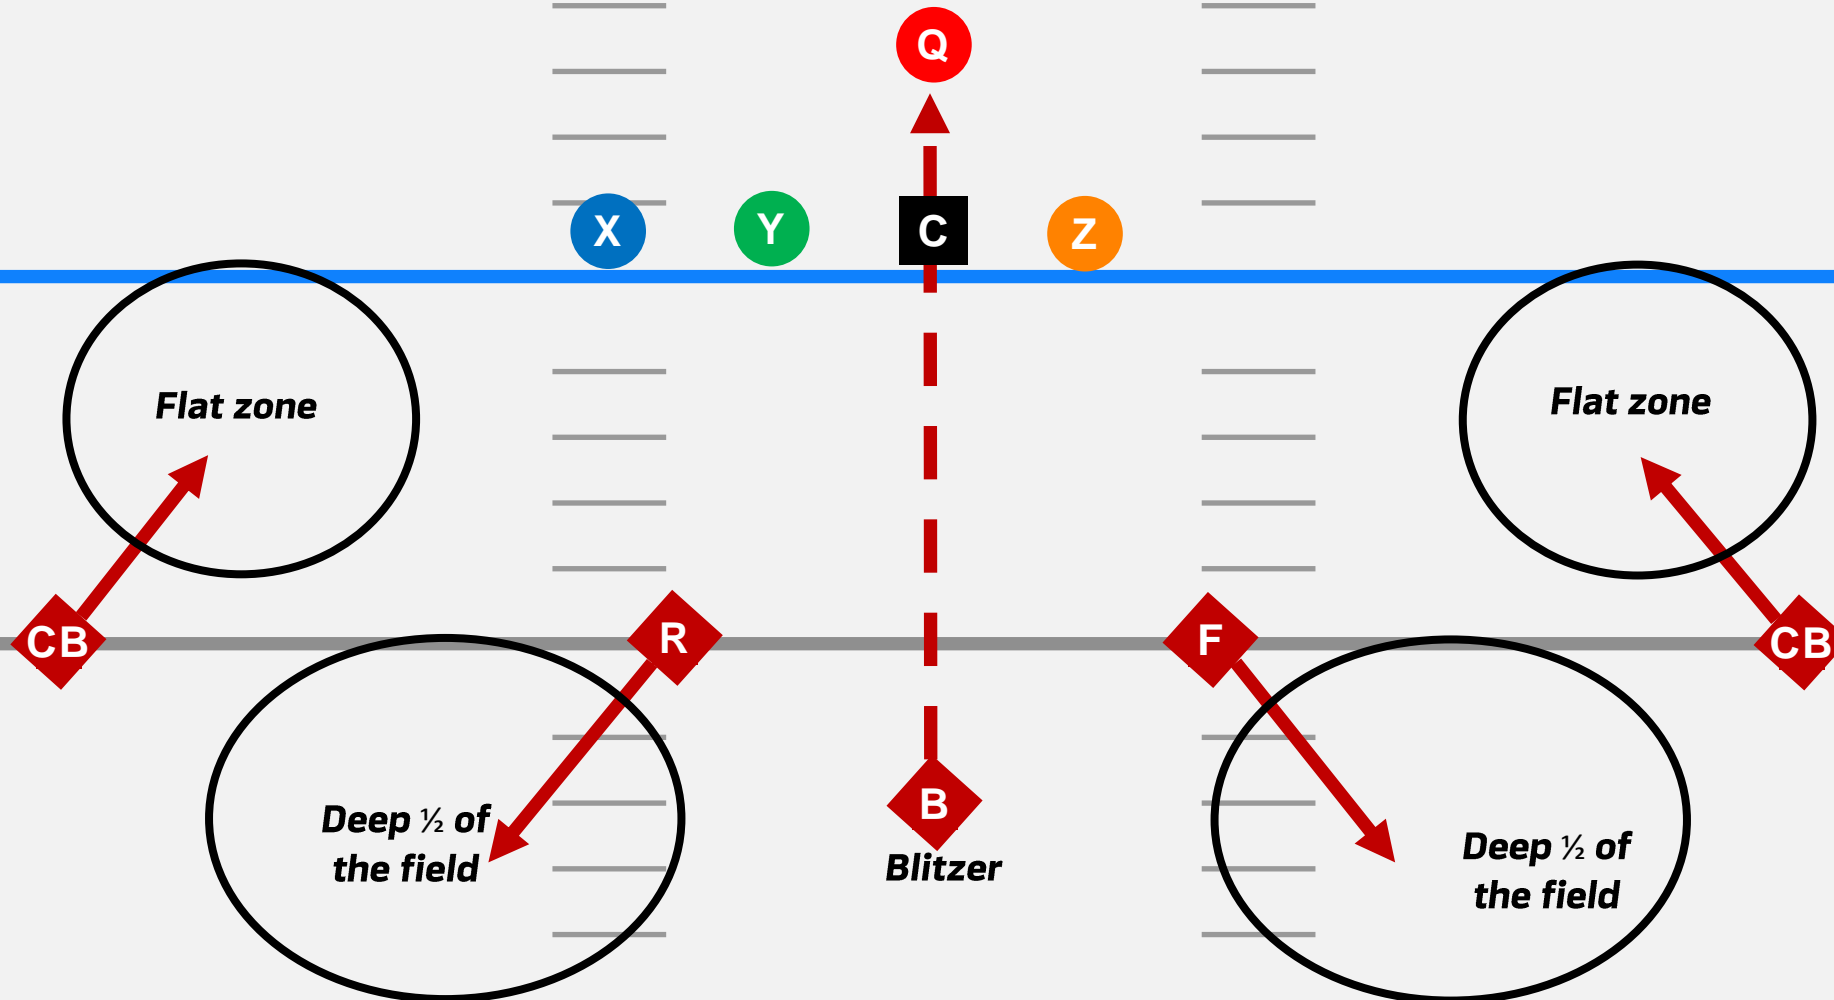 Q
X
Y
C
Z
Flat zone
Flat zone
CB
R
F
CB
B
Deep ½ of
the field
Blitzer
Deep ½ of
the field